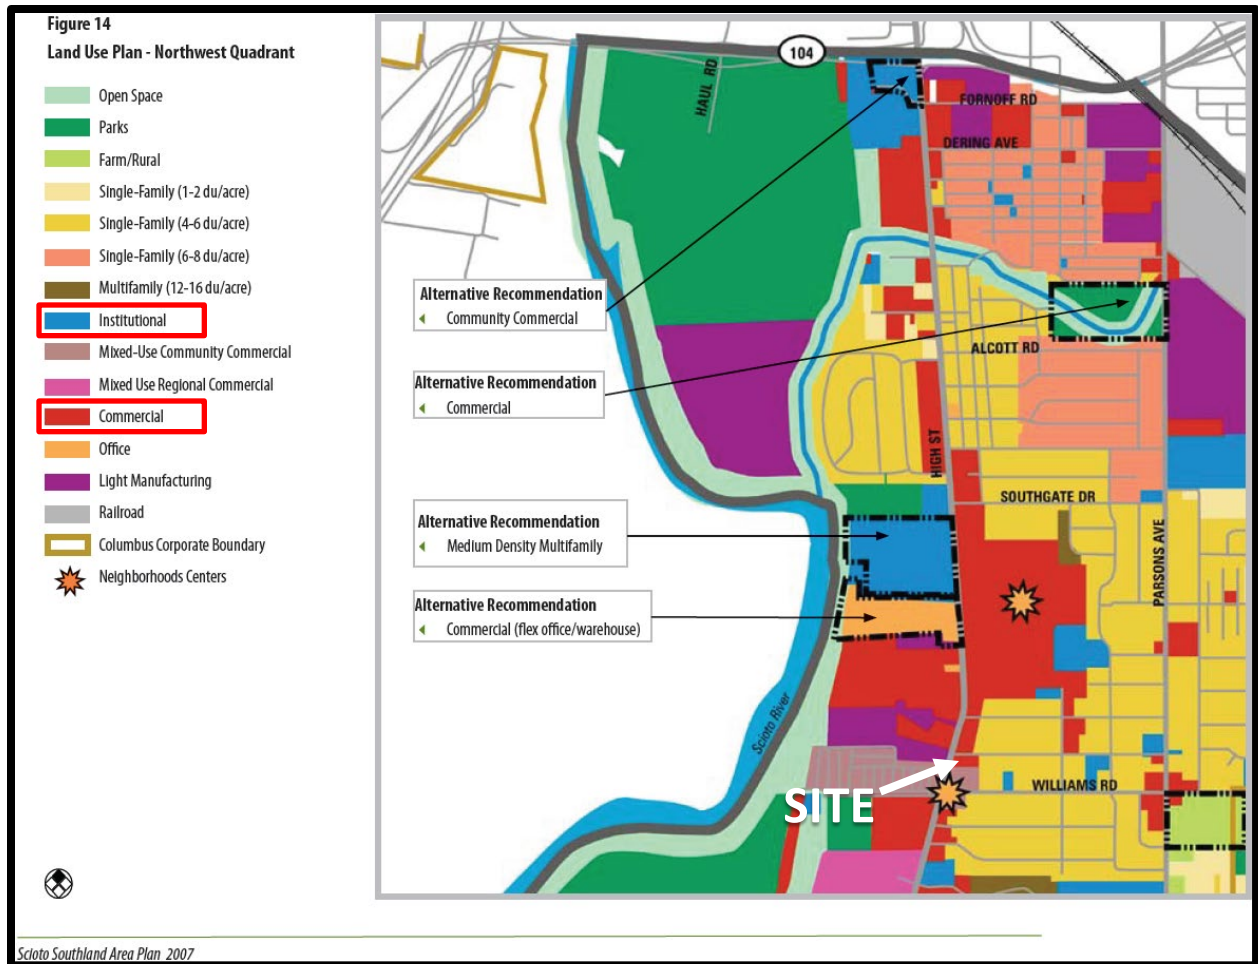 Figure 14
Land Use Plan - Northwest Quadrant
Open Space
Parks
Farm/Rural
Single-Family (1-2 du/acre)
Single-Family (4-6 du/acre)
Single-Family (6-8 du/acre)
Multifamily (12-16 du/acre)
Institutional
Mixed-Use Community Commercial
Mixed Use Regional Commercial
Commercial
Office
Light Manufacturing
Railroad
Columbus Corporate Boundary
Neighborhoods Centers
104
HAUL RD
FORNOFF RD
DERING AVE
Alternative Recommendation
Community Commercial
ALCOTT RD
Alternative Recommendation
Commercial
HIGH ST
SOUTHGATE DR
Alternative Recommendation
Medium Density Multifamily
PARSONS AVE
Alternative Recommendation
Commercial (flex office/warehouse)
Scioto River
WILLIAMS RD
SITE
Scioto Southland Area Plan 2007